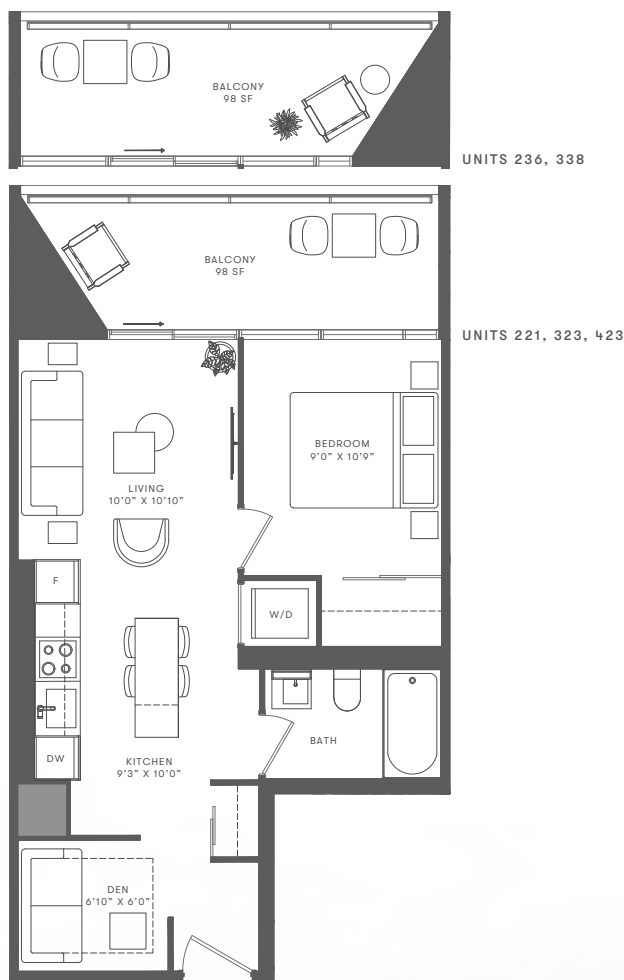 BALCONY
98 SF
UNITS 236, 338
BALCONY
98 SF
UNITS 221, 323, 423
BEDROOM
9'0" X 10'9"
LIVING
10'0" X 10'10"
F
W/D
DW
BATH
KITCHEN
9'3" X 10'0"
DEN
6'10" X 6'0"